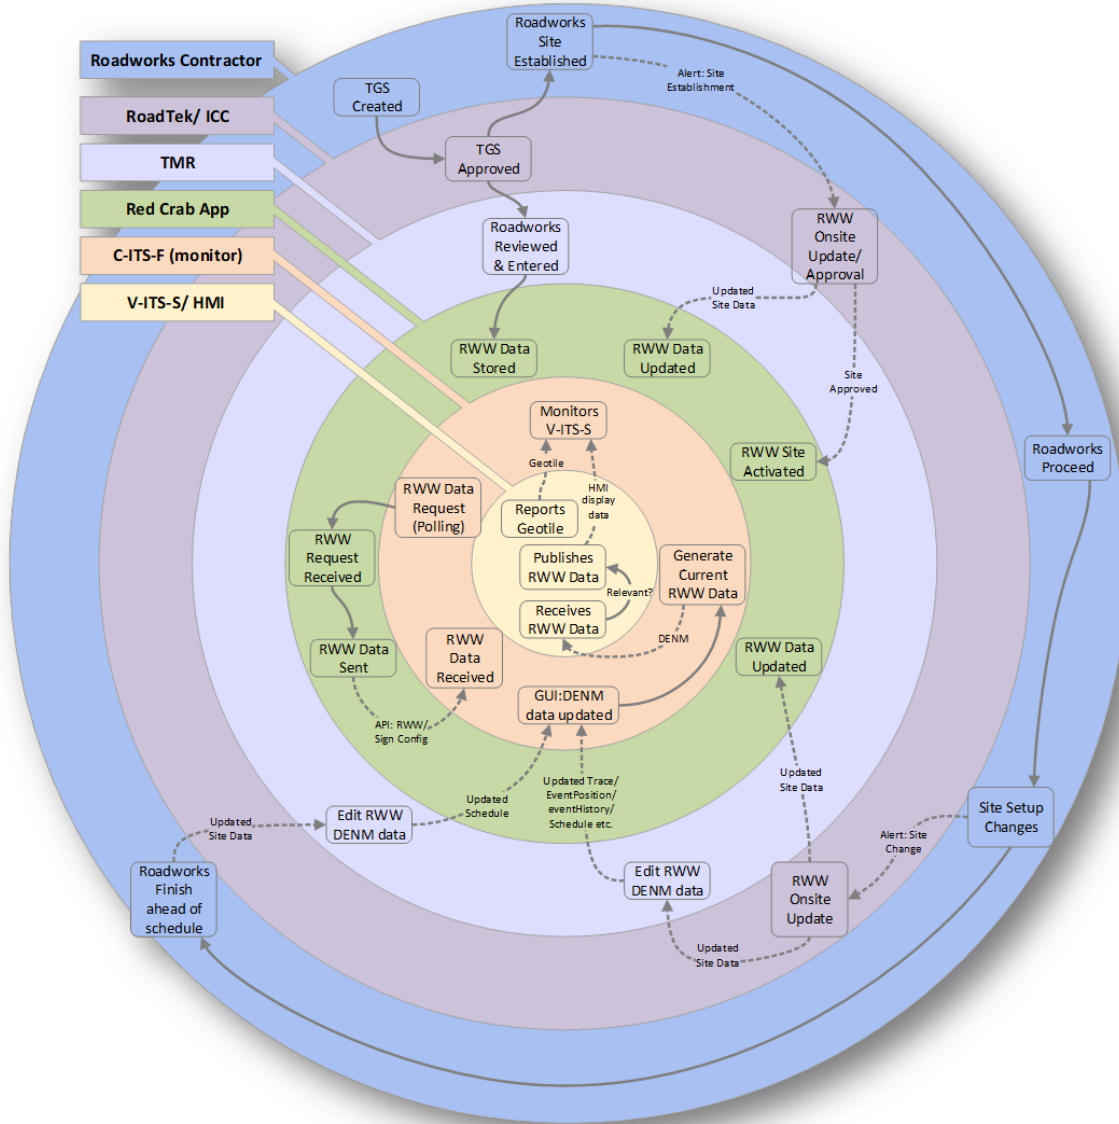 Roadworks Contractor
RoadTek/ ICC
TMR
Red Crab App
C-ITS-F (monitor)
V-ITS-S/ HMI
Roadworks
Site
Established
TGS
Created
Alert: Site
Establishment
TGS
Approved
Roadworks
Reviewed
& Entered
RWW
Onsite
Update/
Approval
Updated
Site Data
RWW Data
Stored
RWW Data
Updated
Site
Approved
Monitors
V-ITS-S
RWW Site
Activated
Roadworks
Proceed
Geotile
HMI
display
data
RWW Data
Request
(Polling)
Reports
Geotile
RWW
Request
Received
Publishes
RWW Data
Generate
Current
RWW Data
Relevant?
Receives
RWW Data
DENM
RWW Data
Sent
RWW
Data
Received
RWW Data
Updated
GUI:DENM
data updated
API: RWW/
Sign Config
Updated Trace/
EventPosition/
eventHistory/
Schedule etc.
Updated
Site Data
Updated
Schedule
Site Setup
Changes
Updated
Site Data
Edit RWW
DENM data
Alert: Site
Change
Roadworks
Finish
ahead of
schedule
Edit RWW
DENM data
RWW
Onsite
Update
Updated
Site Data